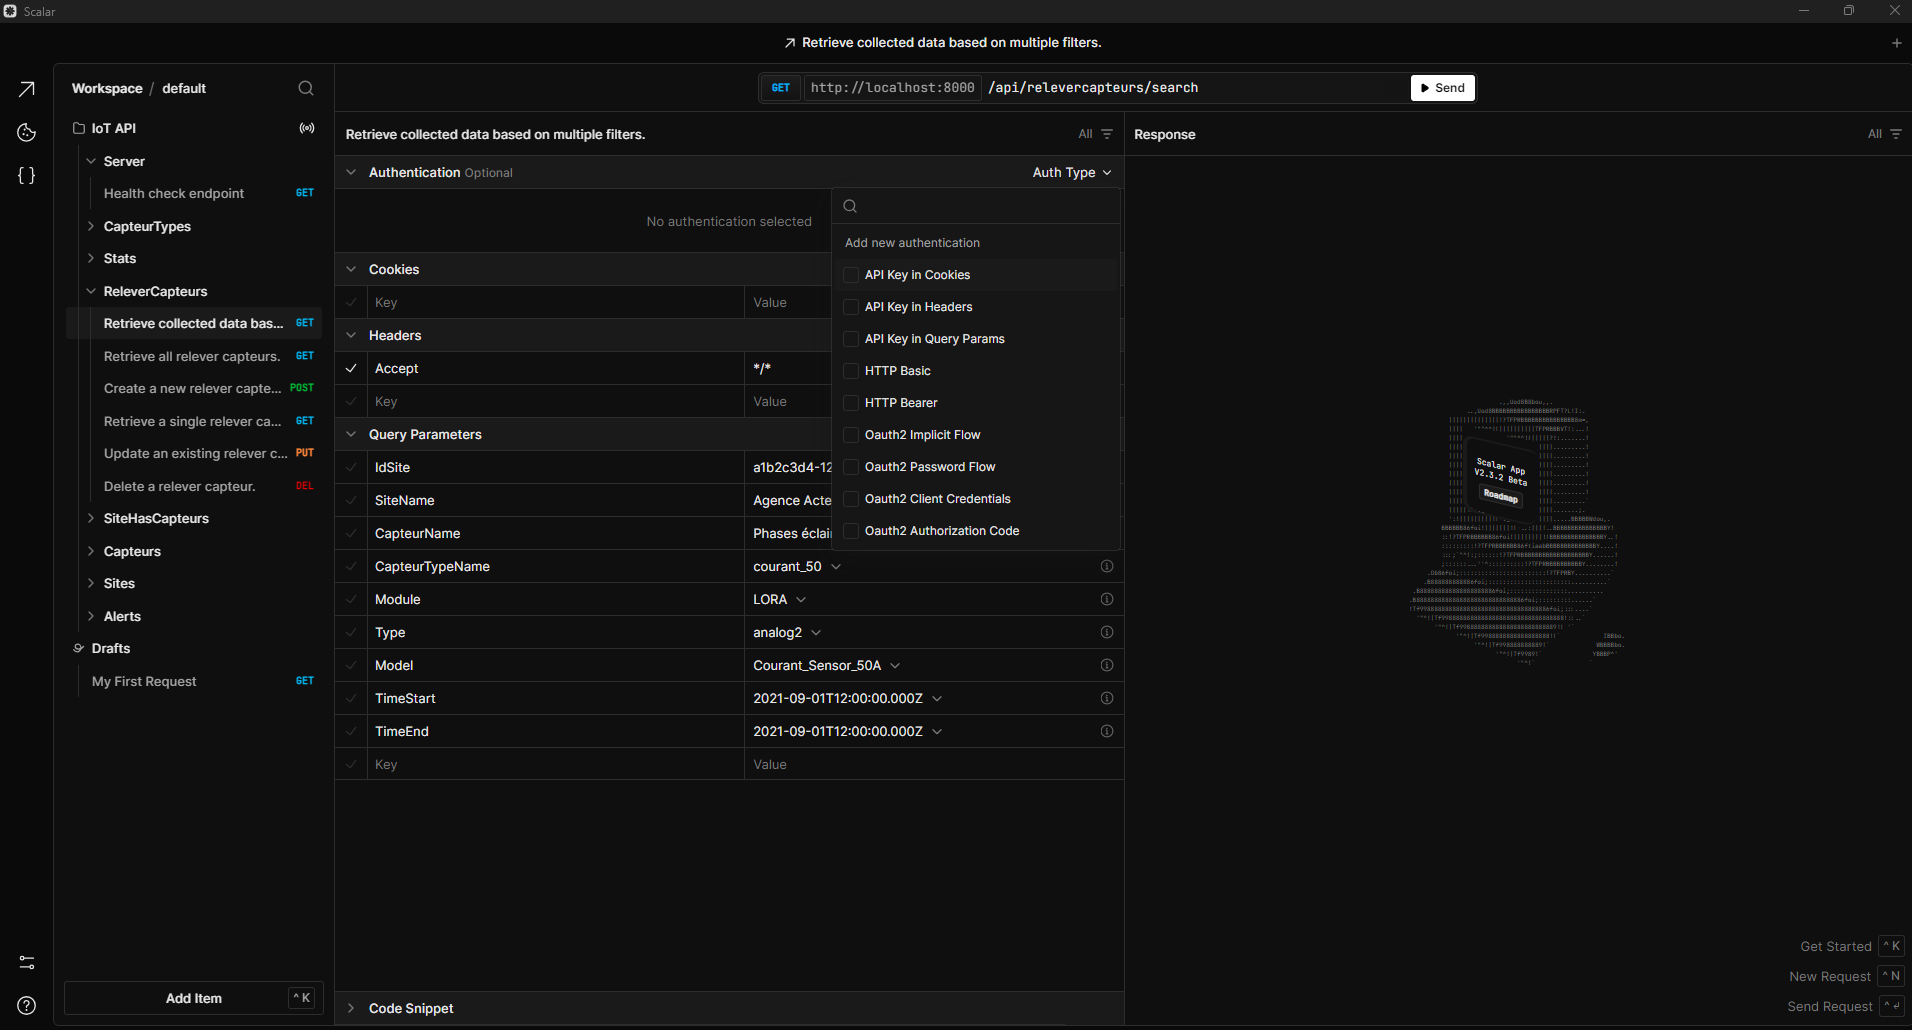 Scalar
Retrieve collected data based on multiple filters.
Workspace / default
GET http://localhost:8000 /api/relevercapteurs/search Send
IoT API
Server
Health check endpoint GET
CapteurTypes
Stats
ReleverCapteurs
Retrieve collected data bas... GET
Retrieve all relever capteurs. GET
Create a new relever capte... POST
Retrieve a single relever ca... GET
Update an existing relever c... PUT
Delete a relever capteur. DEL
SiteHasCapteurs
Capteurs
Sites
Alerts
Drafts
My First Request GET
Add Item ^ K
Retrieve collected data based on multiple filters. All
Authentication Optional Auth Type
No authentication selected
Add new authentication
API Key in Cookies
API Key in Headers
API Key in Query Params
HTTP Basic
HTTP Bearer
Oauth2 Implicit Flow
Oauth2 Password Flow
Oauth2 Client Credentials
Oauth2 Authorization Code
Cookies
Key Value
Headers
Accept */*
Key Value
Query Parameters
IdSite a1b2c3d4-12
SiteName Agence Acte
CapteurName Phases éclai
CapteurTypeName courant_50
Module LORA
Type analog2
Model Courant_Sensor_50A
TimeStart 2021-09-01T12:00:00.000Z
TimeEnd 2021-09-01T12:00:00.000Z
Key Value
Code Snippet
Response All
Scalar App
V2.3.2 Beta
Roadmap
Get Started ^ K
New Request ^ N
Send Request ^ ↵